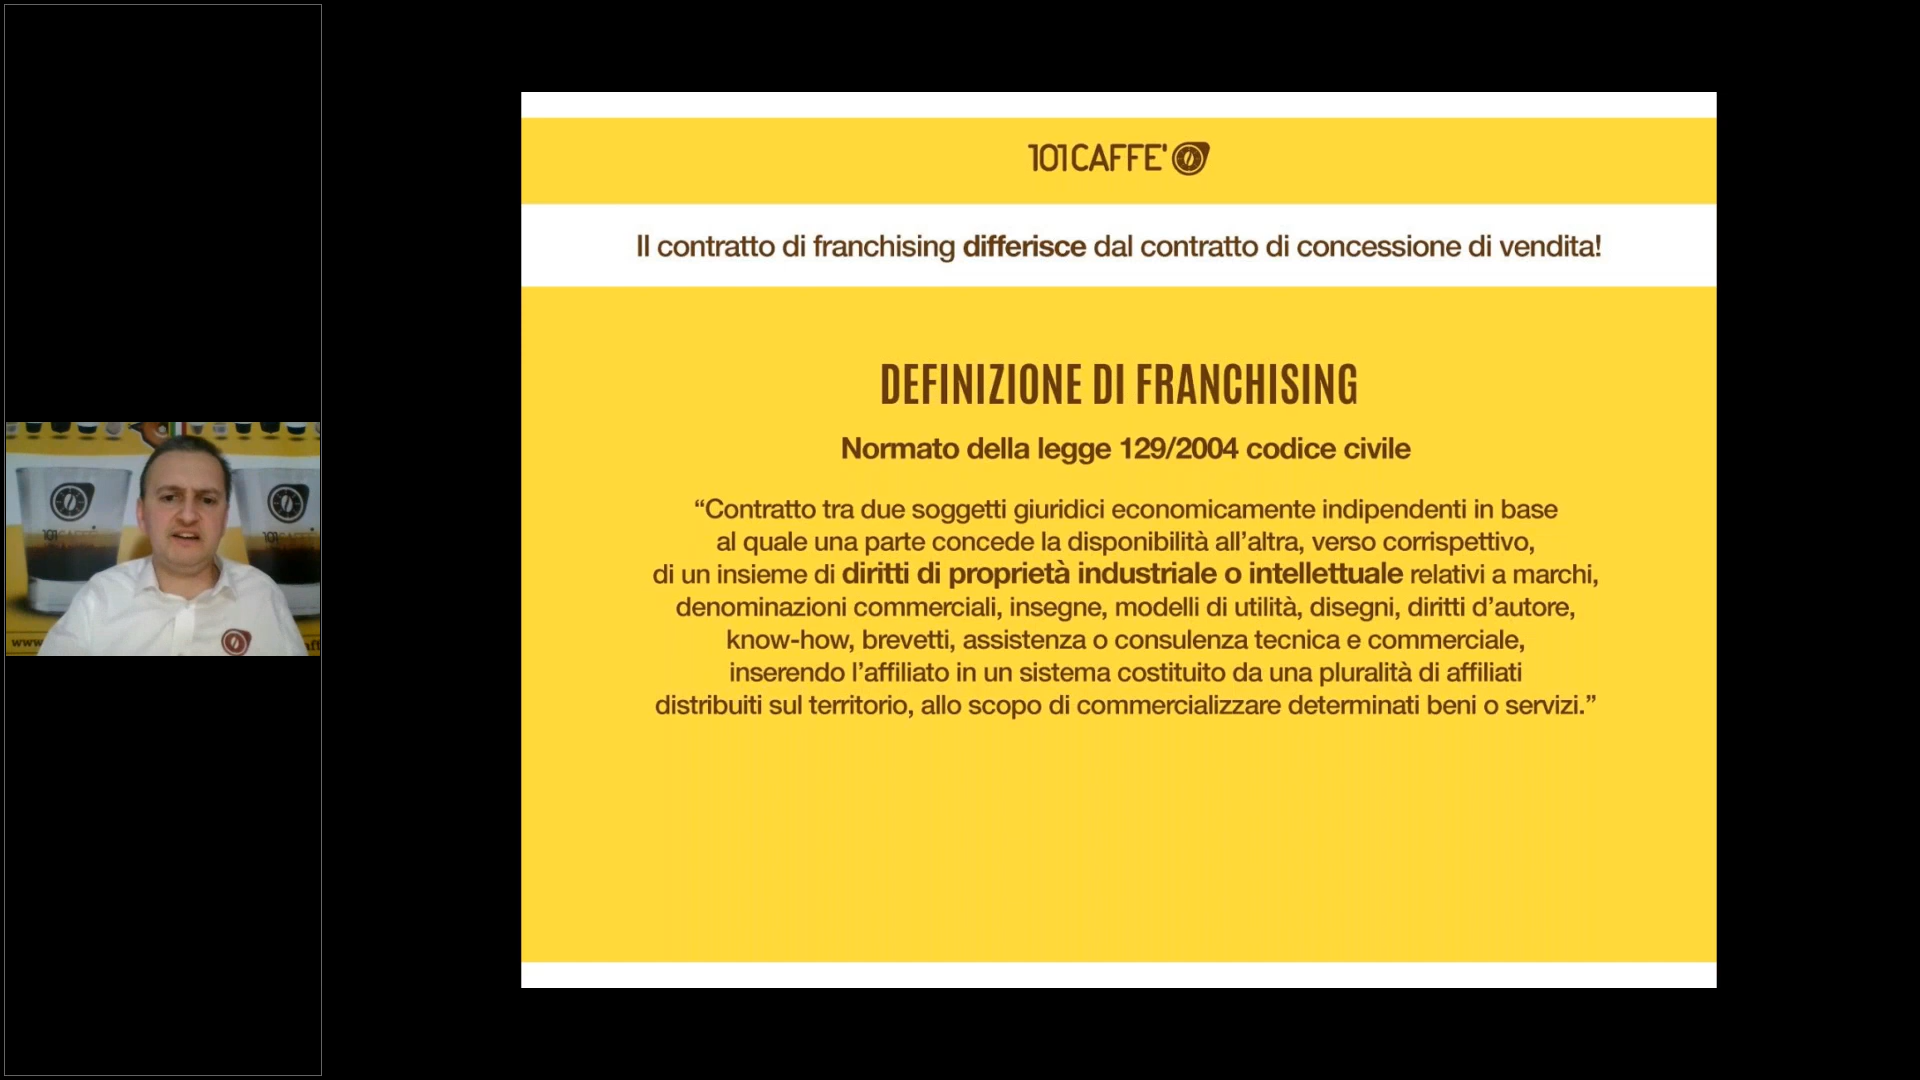 101CAFFE'
Il contratto di franchising differisce dal contratto di concessione di vendita!
DEFINIZIONE DI FRANCHISING
Normato della legge 129/2004 codice civile
“Contratto tra due soggetti giuridici economicamente indipendenti in base
al quale una parte concede la disponibilità all’altra, verso corrispettivo,
di un insieme di diritti di proprietà industriale o intellettuale relativi a marchi,
denominazioni commerciali, insegne, modelli di utilità, disegni, diritti d’autore,
know-how, brevetti, assistenza o consulenza tecnica e commerciale,
inserendo l’affiliato in un sistema costituito da una pluralità di affiliati
distribuiti sul territorio, allo scopo di commercializzare determinati beni o servizi.”
101CAFFE'
101CAFFE'
www